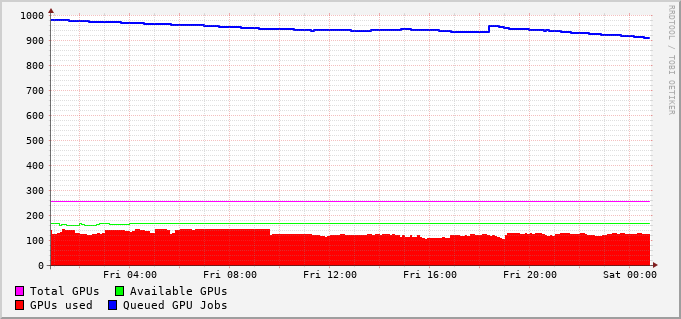 1000
900
800
700
600
500
400
300
200
100
0
Fri 04:00 Fri 08:00 Fri 12:00 Fri 16:00 Fri 20:00 Sat 00:00
Total GPUs Available GPUs
GPUs used Queued GPU Jobs
RRDTOOL / TOBI OETIKER